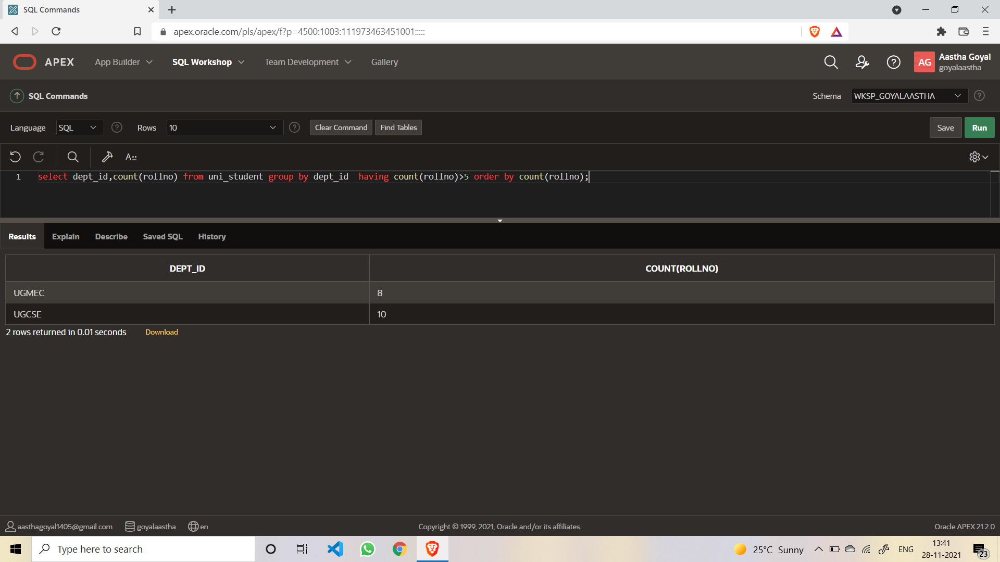 SQL Commands
apex.oracle.com/pls/apex/f?p=4500:1003:111973463451001:::::
APEX App Builder SQL Workshop Team Development Gallery AG Aastha Goyal
goyalaastha
SQL Commands Schema WKSP_GOYALAASTHA
Language SQL Rows 10 Clear Command Find Tables Save Run
1 select dept_id,count(rollno) from uni_student group by dept_id  having count(rollno)>5 order by count(rollno);
Results Explain Describe Saved SQL History
DEPT_ID COUNT(ROLLNO)
UGMEC 8
UGCSE 10
2 rows returned in 0.01 seconds Download
aasthagoyal1405@gmail.com goyalaastha en Copyright © 1999, 2021, Oracle and/or its affiliates. Oracle APEX 21.2.0
Type here to search 25°C Sunny ENG 13:41
28-11-2021 23